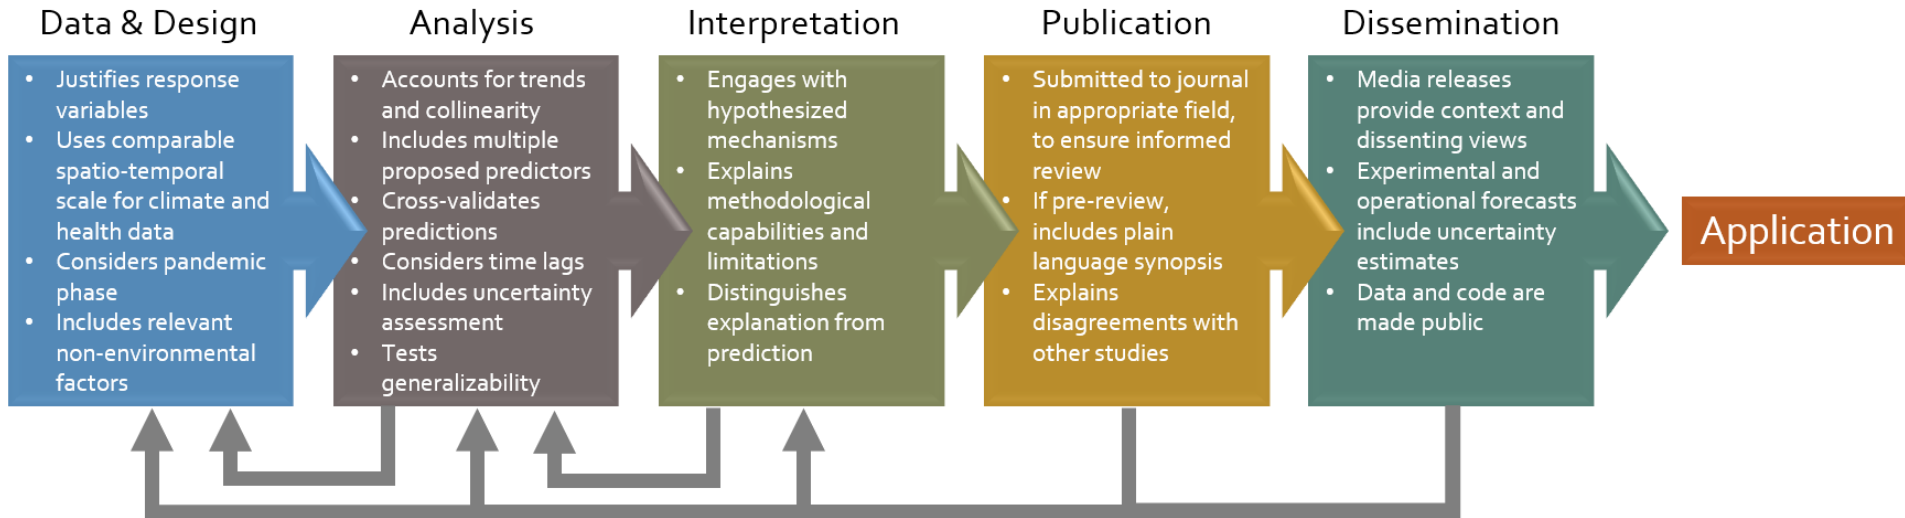 Data & Design
• Justifies response
variables
• Uses comparable
spatio-temporal
scale for climate and
health data
• Considers pandemic
phase
• Includes relevant
non-environmental
factors
Analysis
• Accounts for trends
and collinearity
• Includes multiple
proposed predictors
• Cross-validates
predictions
• Considers time lags
• Includes uncertainty
assessment
• Tests
generalizability
Interpretation
• Engages with
hypothesized
mechanisms
• Explains
methodological
capabilities and
limitations
• Distinguishes
explanation from
prediction
Publication
• Submitted to journal
in appropriate field,
to ensure informed
review
• If pre-review,
includes plain
language synopsis
• Explains
disagreements with
other studies
Dissemination
• Media releases
provide context and
dissenting views
• Experimental and
operational forecasts
include uncertainty
estimates
• Data and code are
made public
Application